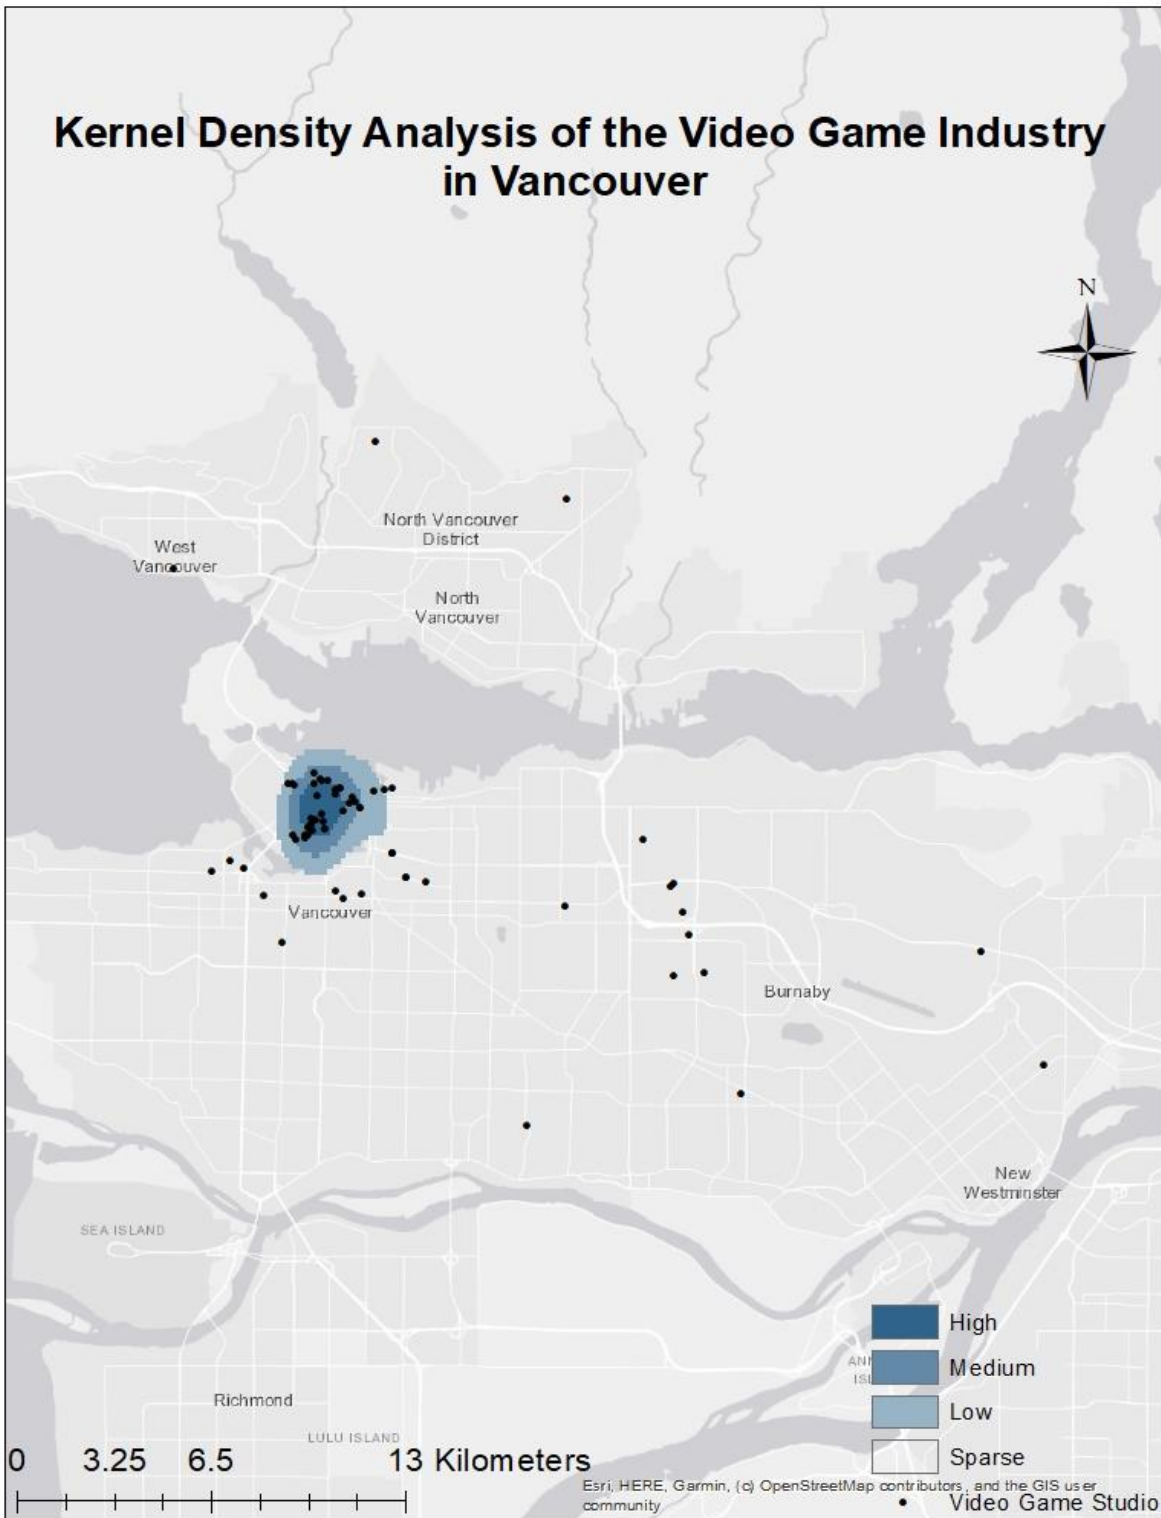 Kernel Density Analysis of the Video Game Industry
in Vancouver
N
North Vancouver
District
West
Vancouver
North
Vancouver
Vancouver
Burnaby
New
Westminster
SEA ISLAND
High
Medium
Low
Sparse
Video Game Studio
Richmond
LULU ISLAND
0 3.25 6.5 13 Kilometers
Esri, HERE, Garmin, (c) OpenStreetMap contributors, and the GIS user
community